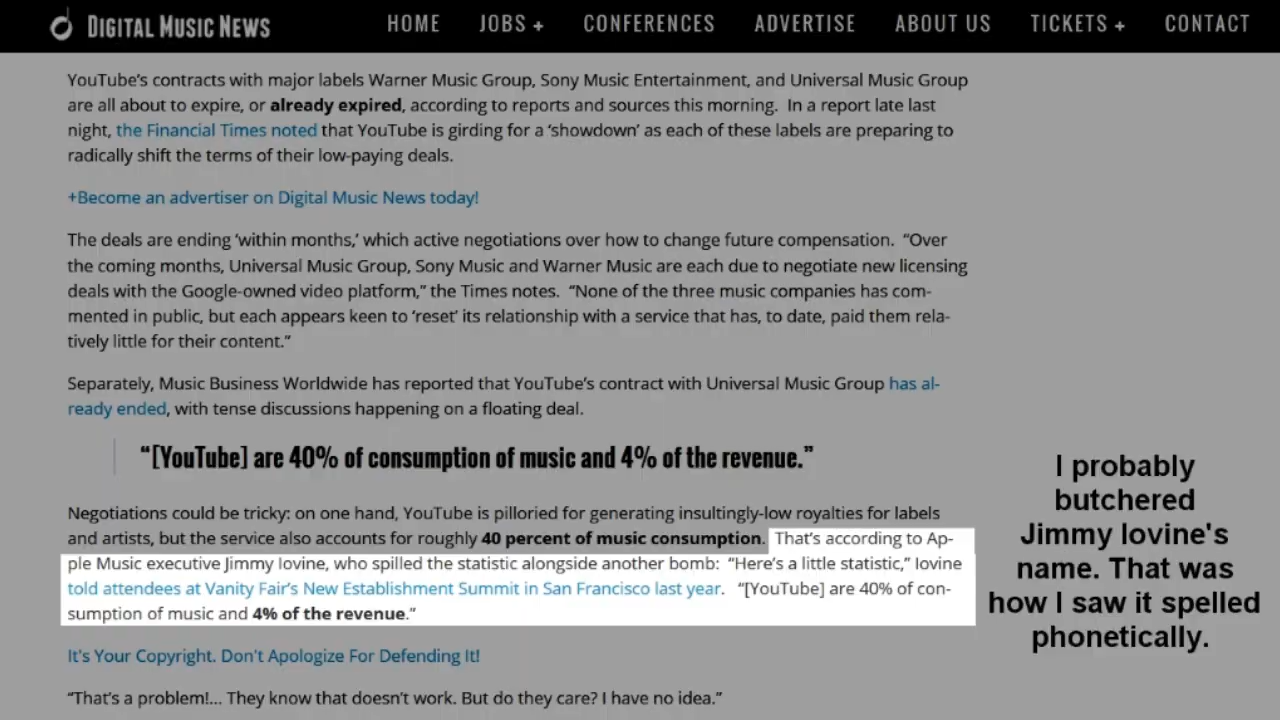 DIGITAL MUSIC NEWS
HOME JOBS + CONFERENCES ADVERTISE ABOUT US TICKETS + CONTACT
YouTube's contracts with major labels Warner Music Group, Sony Music Entertainment, and Universal Music Group
are all about to expire, or already expired, according to reports and sources this morning. In a report late last
night, the Financial Times noted that YouTube is girding for a 'showdown' as each of these labels are preparing to
radically shift the terms of their low-paying deals.
+Become an advertiser on Digital Music News today!
The deals are ending 'within months,' which active negotiations over how to change future compensation. “Over
the coming months, Universal Music Group, Sony Music and Warner Music are each due to negotiate new licensing
deals with the Google-owned video platform,” the Times notes. “None of the three music companies has com-
mented in public, but each appears keen to 'reset' its relationship with a service that has, to date, paid them rela-
tively little for their content.”
Separately, Music Business Worldwide has reported that YouTube's contract with Universal Music Group has al-
ready ended, with tense discussions happening on a floating deal.
“[YouTube] are 40% of consumption of music and 4% of the revenue.”
Negotiations could be tricky: on one hand, YouTube is pilloried for generating insultingly-low royalties for labels
and artists, but the service also accounts for roughly 40 percent of music consumption. That's according to Ap-
ple Music executive Jimmy Iovine, who spilled the statistic alongside another bomb: “Here's a little statistic,” Iovine
told attendees at Vanity Fair's New Establishment Summit in San Francisco last year. “[YouTube] are 40% of con-
sumption of music and 4% of the revenue.”
It's Your Copyright. Don't Apologize For Defending It!
“That's a problem!... They know that doesn't work. But do they care? I have no idea.”
I probably
butchered
Jimmy Iovine's
name. That was
how I saw it spelled
phonetically.